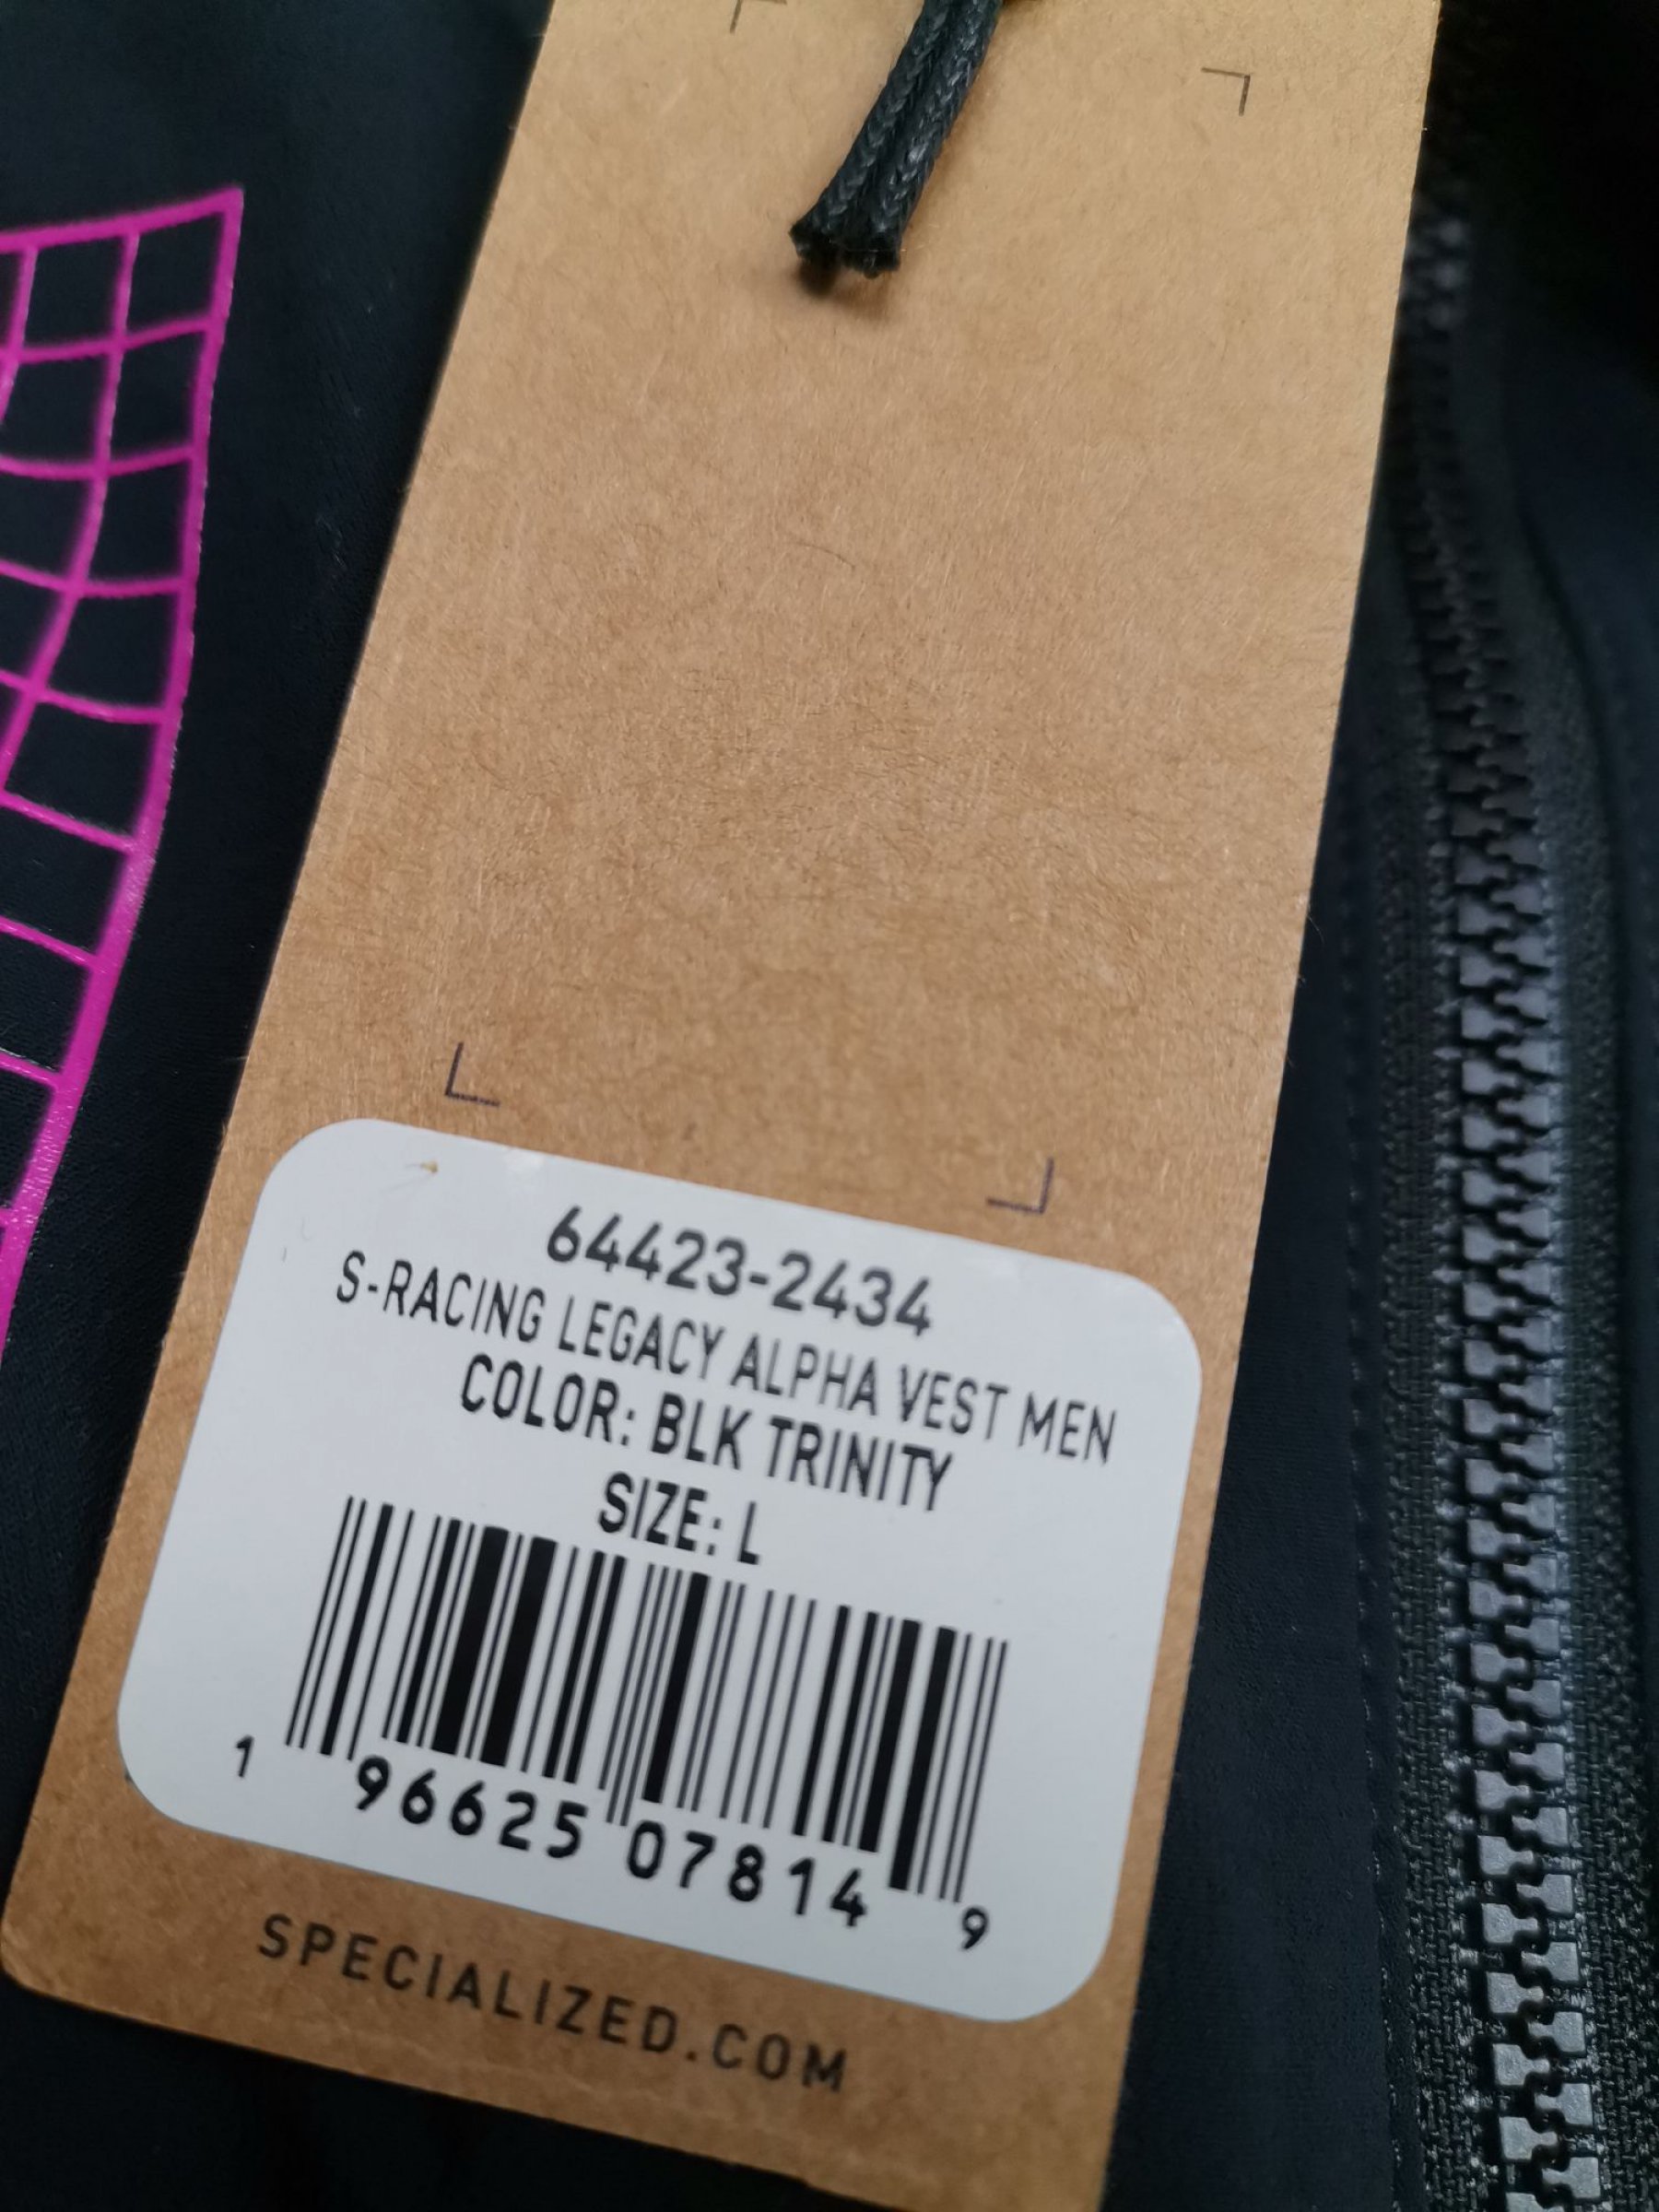 64423-2434
S-RACING LEGACY ALPHA VEST MEN
COLOR: BLK TRINITY
SIZE: L
1 96625 07814 9
SPECIALIZED.COM